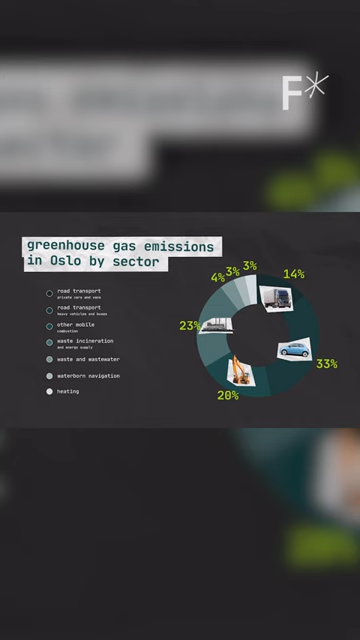 F*
greenhouse gas emissions
in Oslo by sector
road transport
private cars and vans
road transport
heavy vehicles and buses
other mobile
combustion
waste incineration
and energy supply
waste and wastewater
waterborn navigation
heating
3%
3%
4%
14%
23%
33%
20%